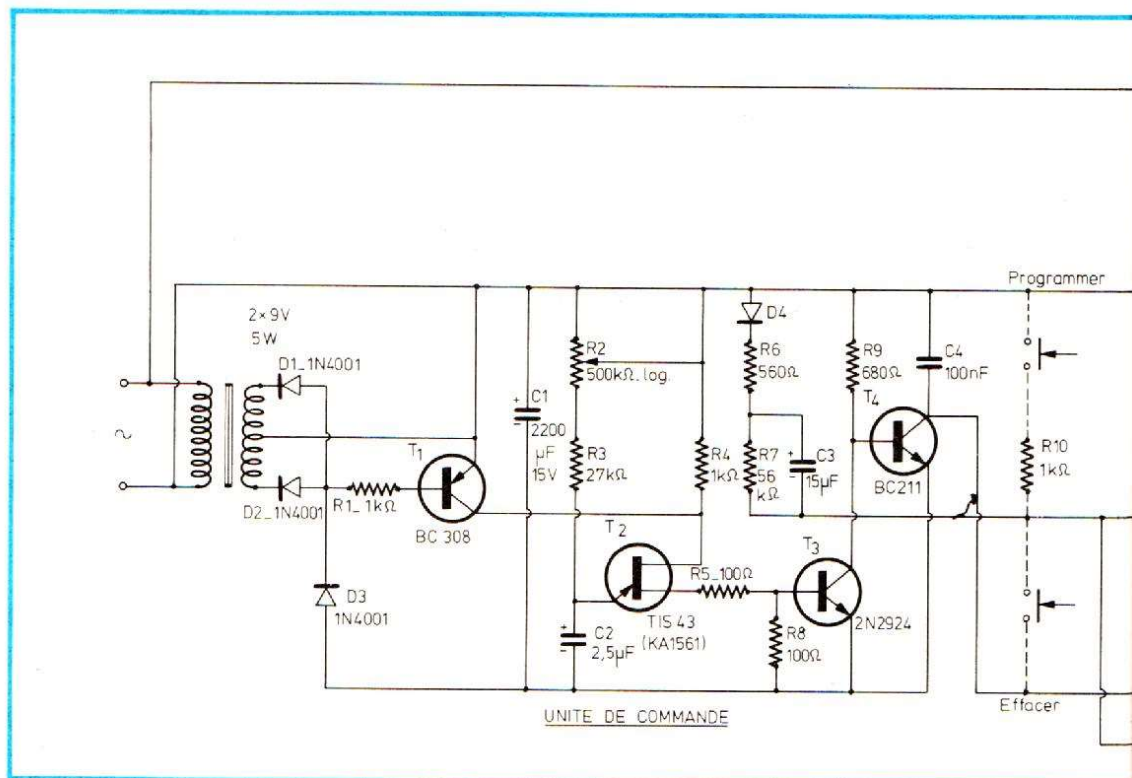 Programmer
2×9V
5W
D1_1N4001
D4
R2
500kΩ_log.
R6
560Ω
R9
680Ω
C4
100nF
C1
2200
µF
15V
T1
T4
R3
27kΩ
R4
1kΩ
R7
56
kΩ
C3
15µF
R10
1kΩ
~
D2_1N4001
R1_1kΩ
BC 308
BC211
T2
T3
R5_100Ω
D3
1N4001
TIS 43
(KA1561)
2N2924
C2
2,5µF
R8
100Ω
Effacer
UNITE DE COMMANDE